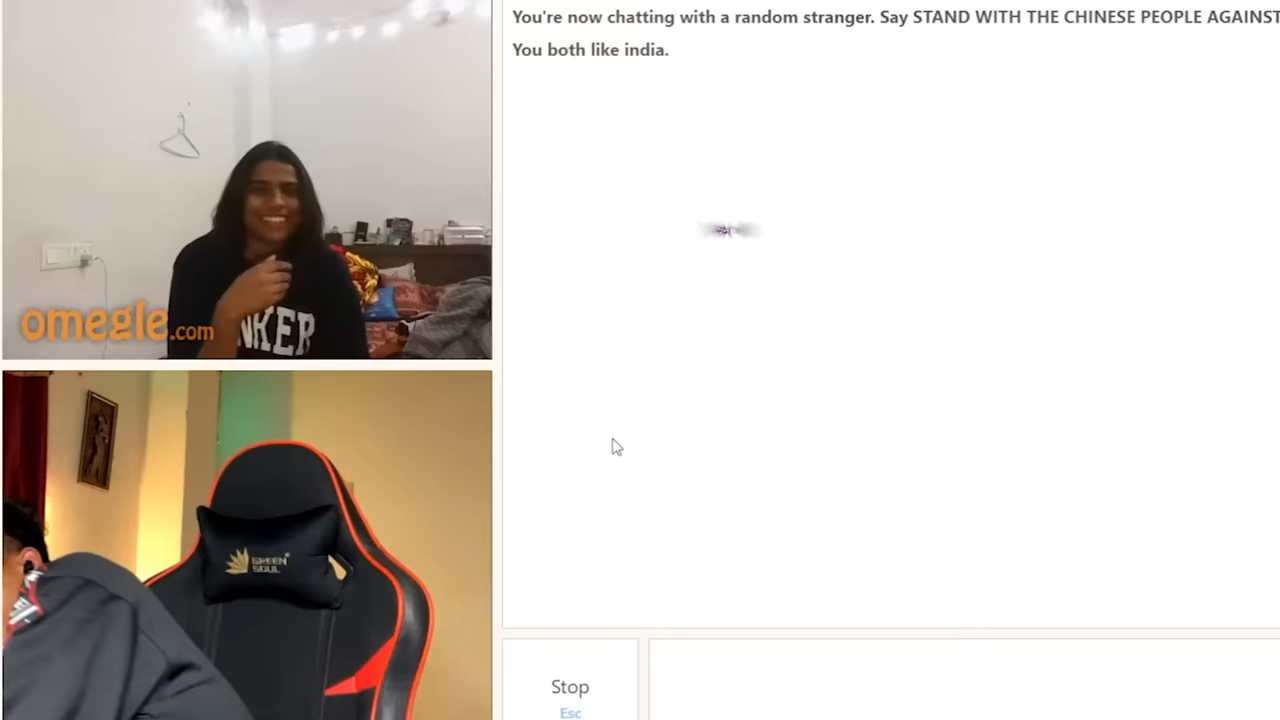 You're now chatting with a random stranger. Say STAND WITH THE CHINESE PEOPLE AGAINST
You both like india.
omegle.com
NKER
GREEN
SOUL
Stop
Esc